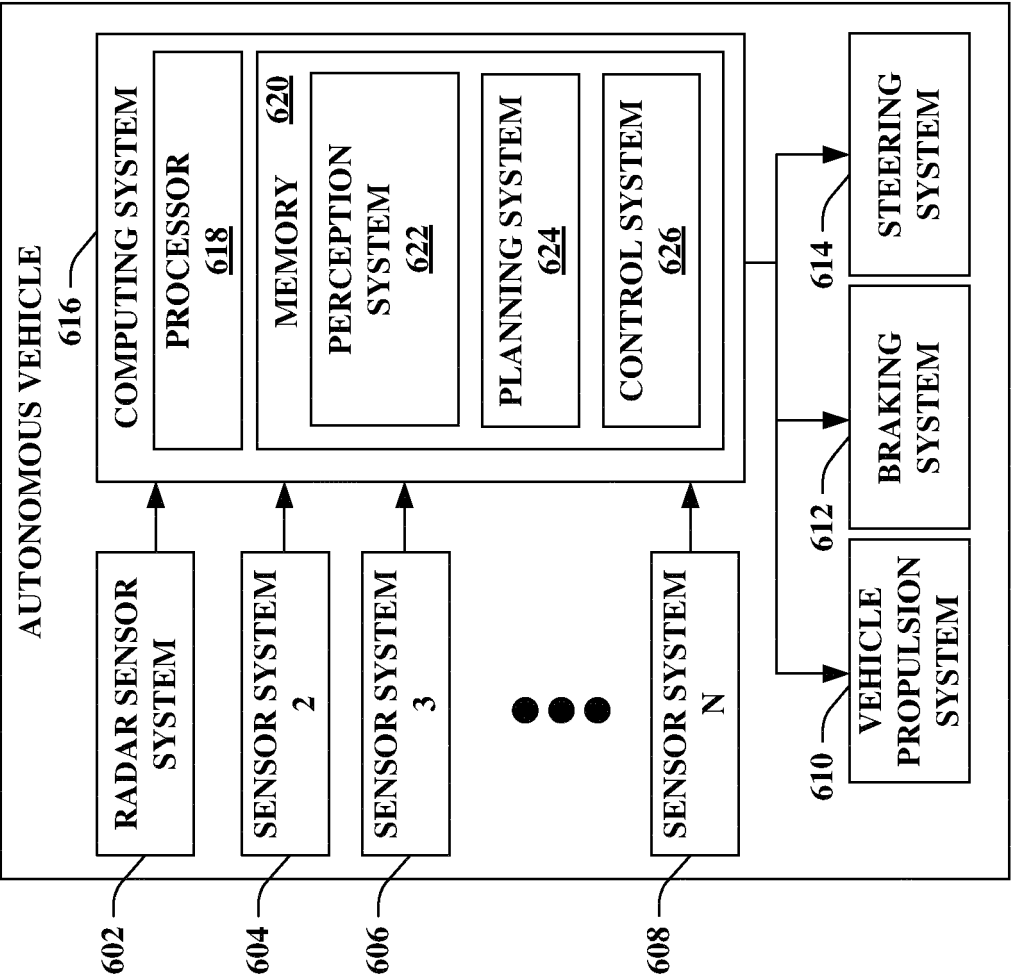 AUTONOMOUS VEHICLE
616
COMPUTING SYSTEM
PROCESSOR
618
MEMORY 620
PERCEPTION
SYSTEM
622
PLANNING SYSTEM
624
CONTROL SYSTEM
626
602
RADAR SENSOR
SYSTEM
604
SENSOR SYSTEM
2
606
SENSOR SYSTEM
3
608
SENSOR SYSTEM
N
610
VEHICLE
PROPULSION
SYSTEM
612
BRAKING
SYSTEM
614
STEERING
SYSTEM